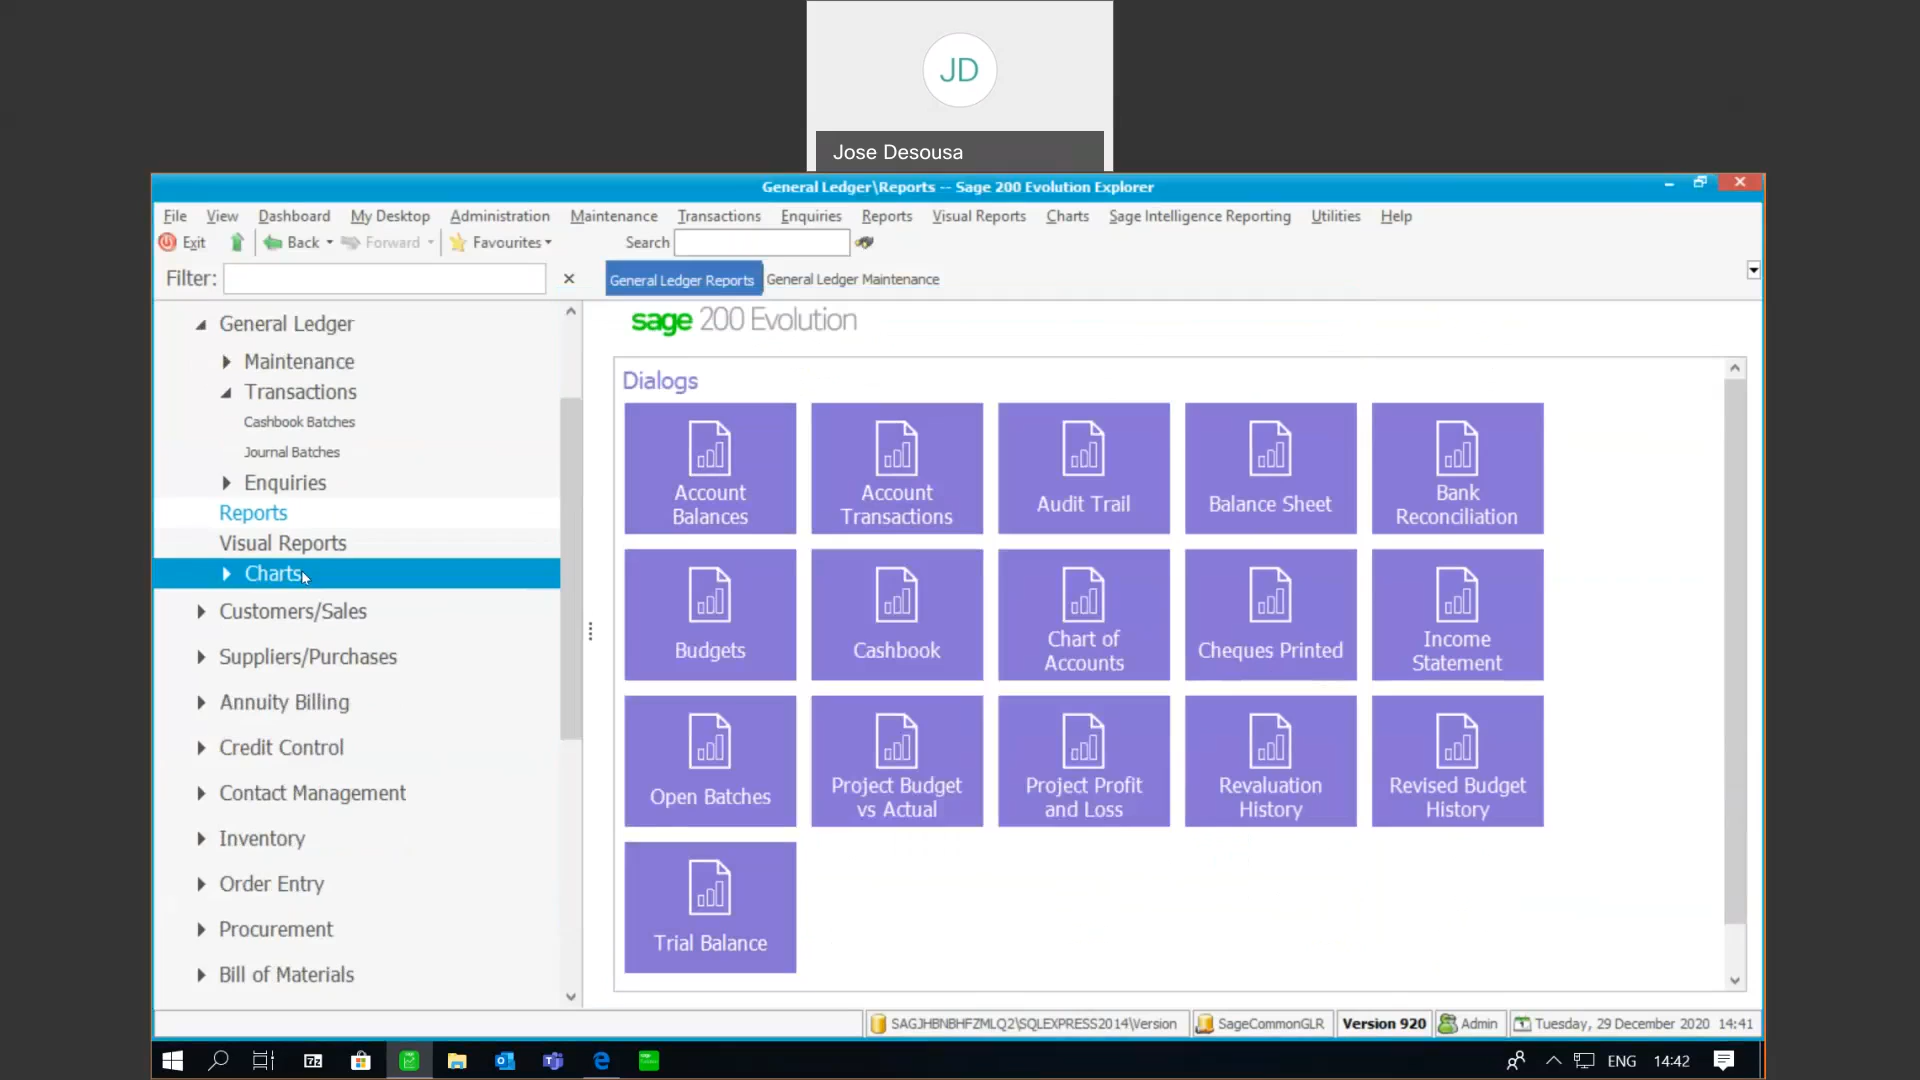 JD
Jose Desousa
General Ledger\Reports -- Sage 200 Evolution Explorer
File View Dashboard My Desktop Administration Maintenance Transactions Enquiries Reports Visual Reports Charts Sage Intelligence Reporting Utilities Help
Exit Back Forward Favourites Search
Filter:
General Ledger Reports General Ledger Maintenance
General Ledger
Maintenance
Transactions
Cashbook Batches
Journal Batches
Enquiries
Reports
Visual Reports
Charts
Customers/Sales
Suppliers/Purchases
Annuity Billing
Credit Control
Contact Management
Inventory
Order Entry
Procurement
Bill of Materials
sage 200 Evolution
Dialogs
Account
Balances
Account
Transactions
Audit Trail
Balance Sheet
Bank
Reconciliation
Budgets
Cashbook
Chart of
Accounts
Cheques Printed
Income
Statement
Open Batches
Project Budget
vs Actual
Project Profit
and Loss
Revaluation
History
Revised Budget
History
Trial Balance
SAGJHBNBHFZMLQ2\SQLEXPRESS2014\Version SageCommonGLR Version 920 Admin Tuesday, 29 December 2020 14:41
ENG 14:42